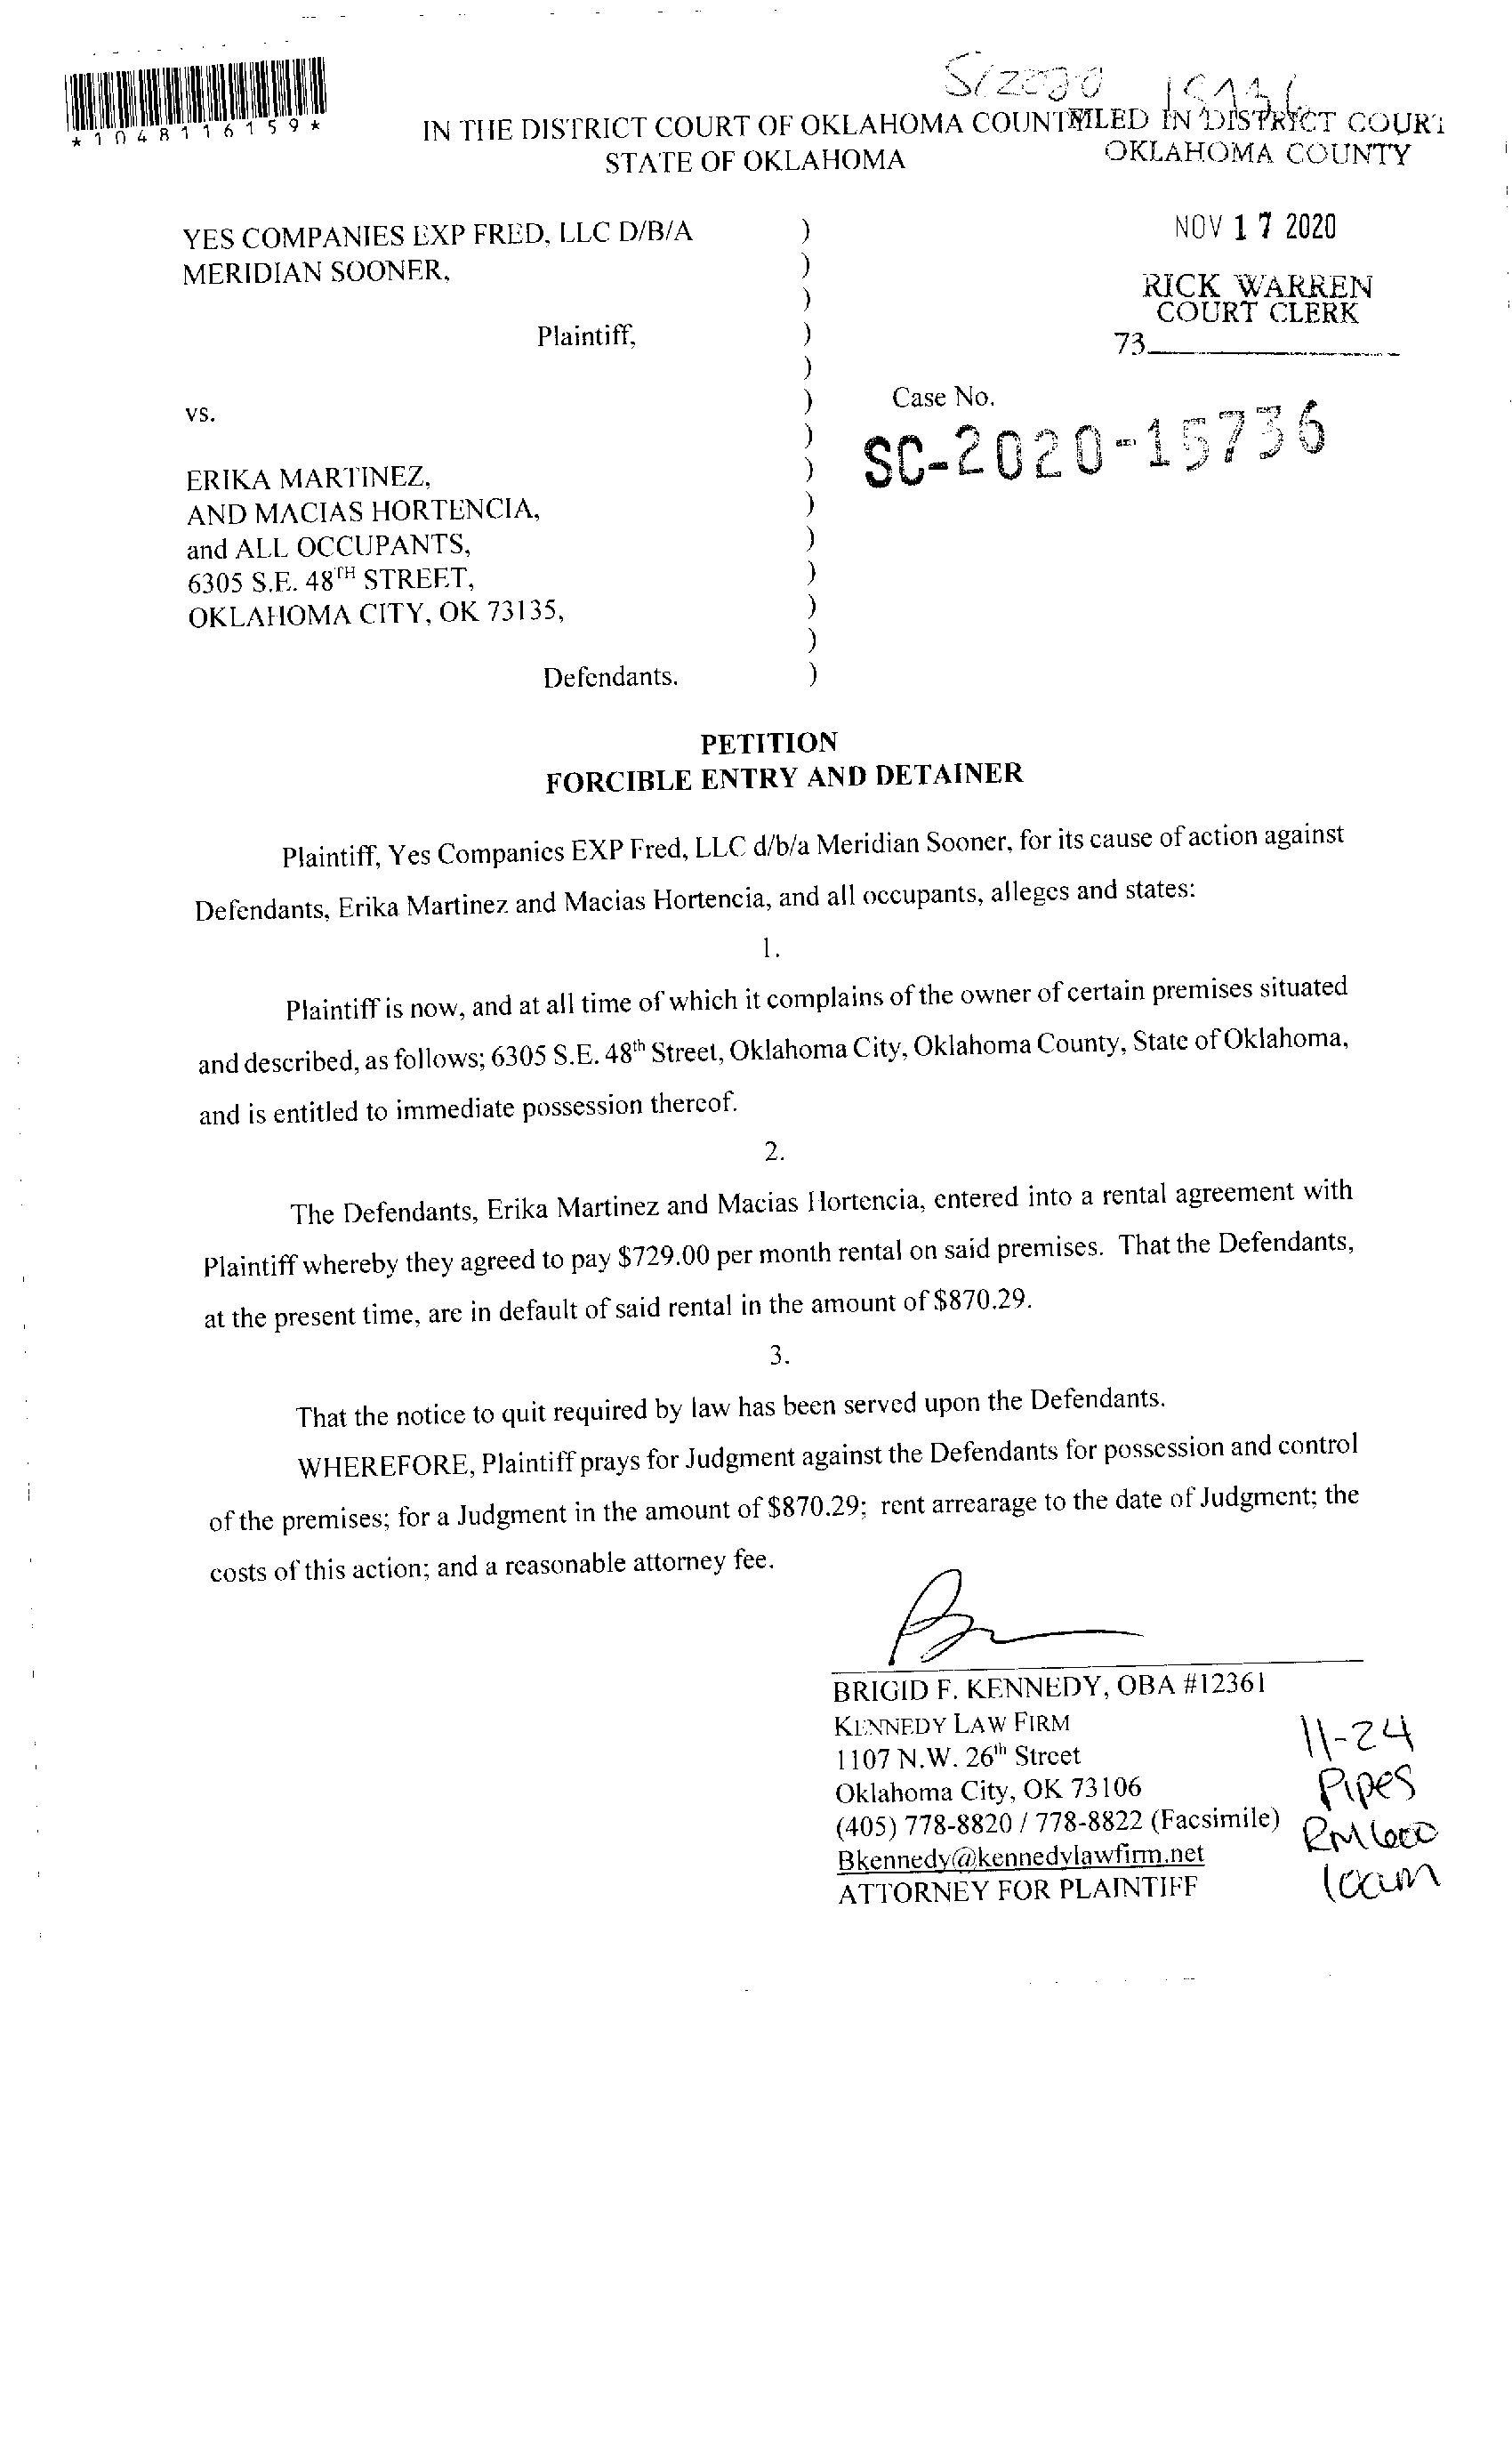 *1048116159*
IN THE DISTRICT COURT OF OKLAHOMA COUNTY
STATE OF OKLAHOMA
FILED IN DISTRICT COURT
OKLAHOMA COUNTY
NOV 17 2020
RICK WARREN
COURT CLERK
73
YES COMPANIES EXP FRED, LLC D/B/A )
MERIDIAN SOONER, )
)
Plaintiff, )
)
vs. )
)
ERIKA MARTINEZ, )
AND MACIAS HORTENCIA, )
and ALL OCCUPANTS, )
6305 S.E. 48TH STREET, )
OKLAHOMA CITY, OK 73135, )
)
Defendants. )
Case No.
SC-2020-15736
PETITION
FORCIBLE ENTRY AND DETAINER
Plaintiff, Yes Companies EXP Fred, LLC d/b/a Meridian Sooner, for its cause of action against
Defendants, Erika Martinez and Macias Hortencia, and all occupants, alleges and states:
1.
Plaintiff is now, and at all time of which it complains of the owner of certain premises situated
and described, as follows; 6305 S.E. 48th Street, Oklahoma City, Oklahoma County, State of Oklahoma,
and is entitled to immediate possession thereof.
2.
The Defendants, Erika Martinez and Macias Hortencia, entered into a rental agreement with
Plaintiff whereby they agreed to pay $729.00 per month rental on said premises. That the Defendants,
at the present time, are in default of said rental in the amount of $870.29.
3.
That the notice to quit required by law has been served upon the Defendants.
WHEREFORE, Plaintiff prays for Judgment against the Defendants for possession and control
of the premises; for a Judgment in the amount of $870.29; rent arrearage to the date of Judgment; the
costs of this action; and a reasonable attorney fee.
BRIGID F. KENNEDY, OBA #12361
KENNEDY LAW FIRM
1107 N.W. 26th Street
Oklahoma City, OK 73106
(405) 778-8820 / 778-8822 (Facsimile)
Bkennedy@kennedylawfirm.net
ATTORNEY FOR PLAINTIFF
11-24
Pipes